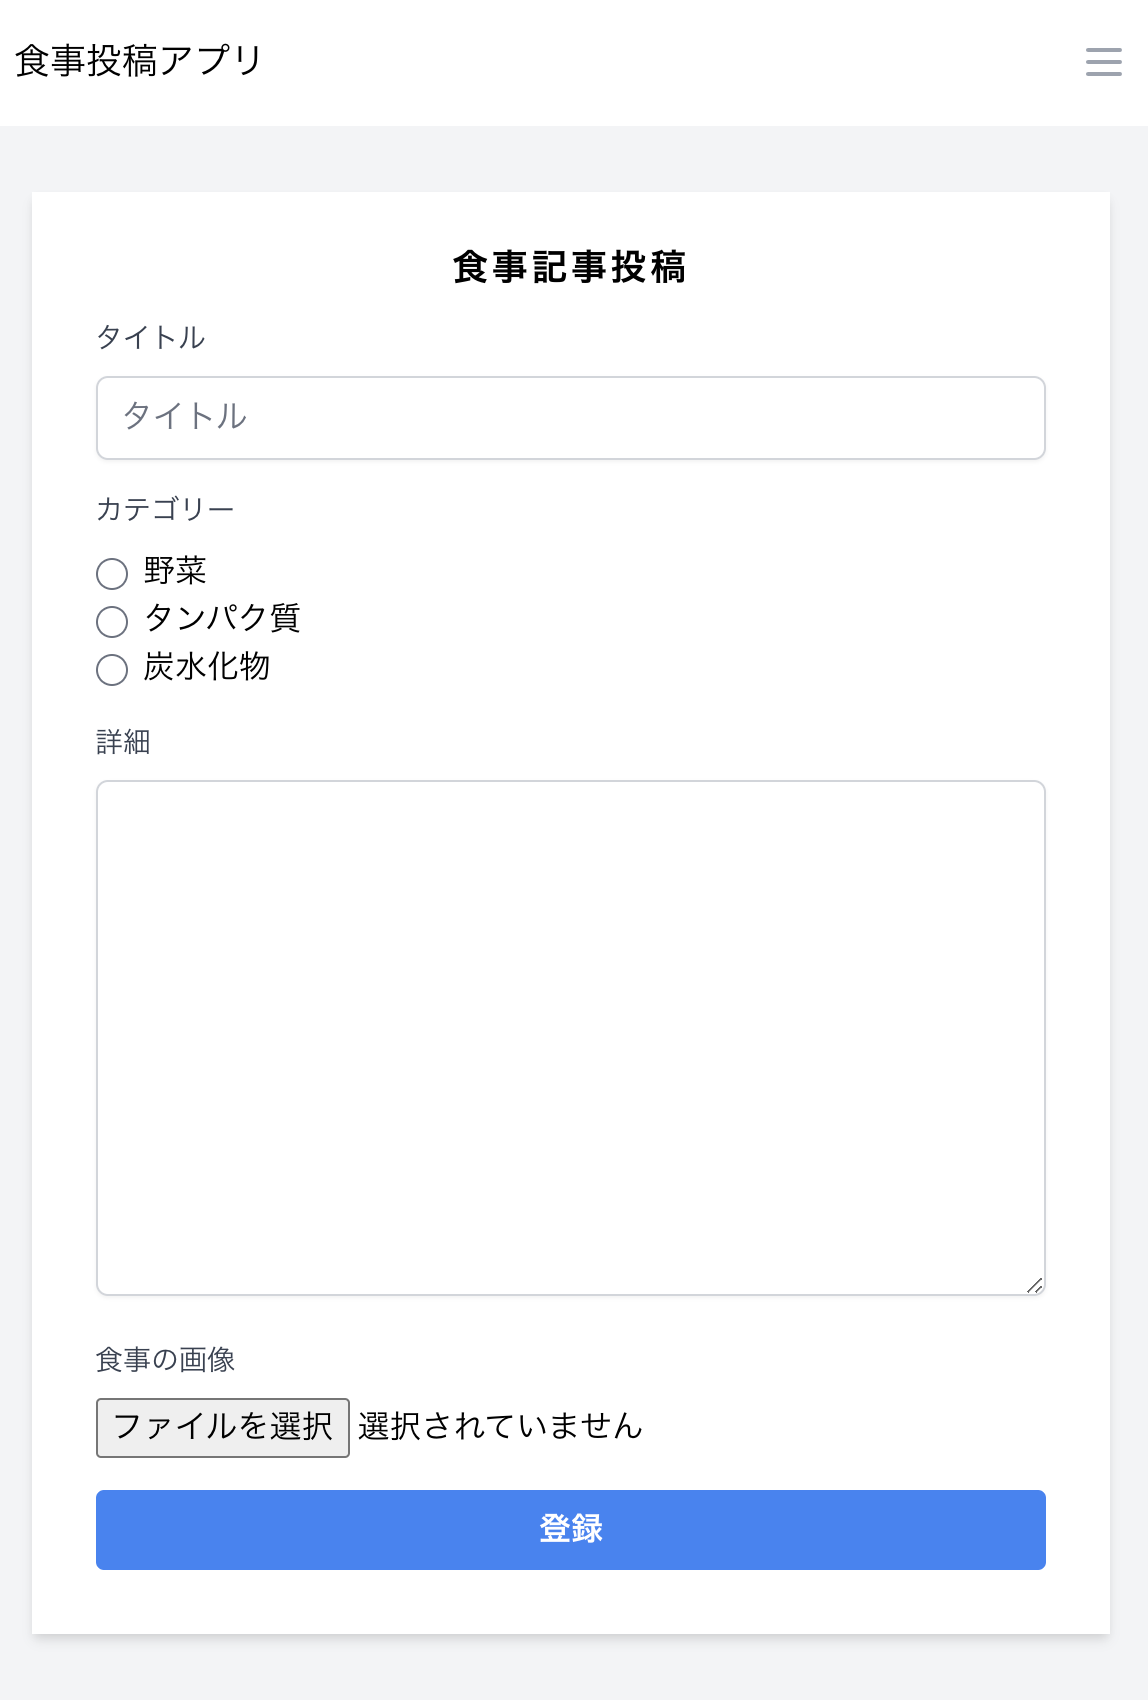 食事投稿アプリ
食事記事投稿
タイトル
タイトル
カテゴリー
野菜
タンパク質
炭水化物
詳細
食事の画像
ファイルを選択 選択されていません
登録